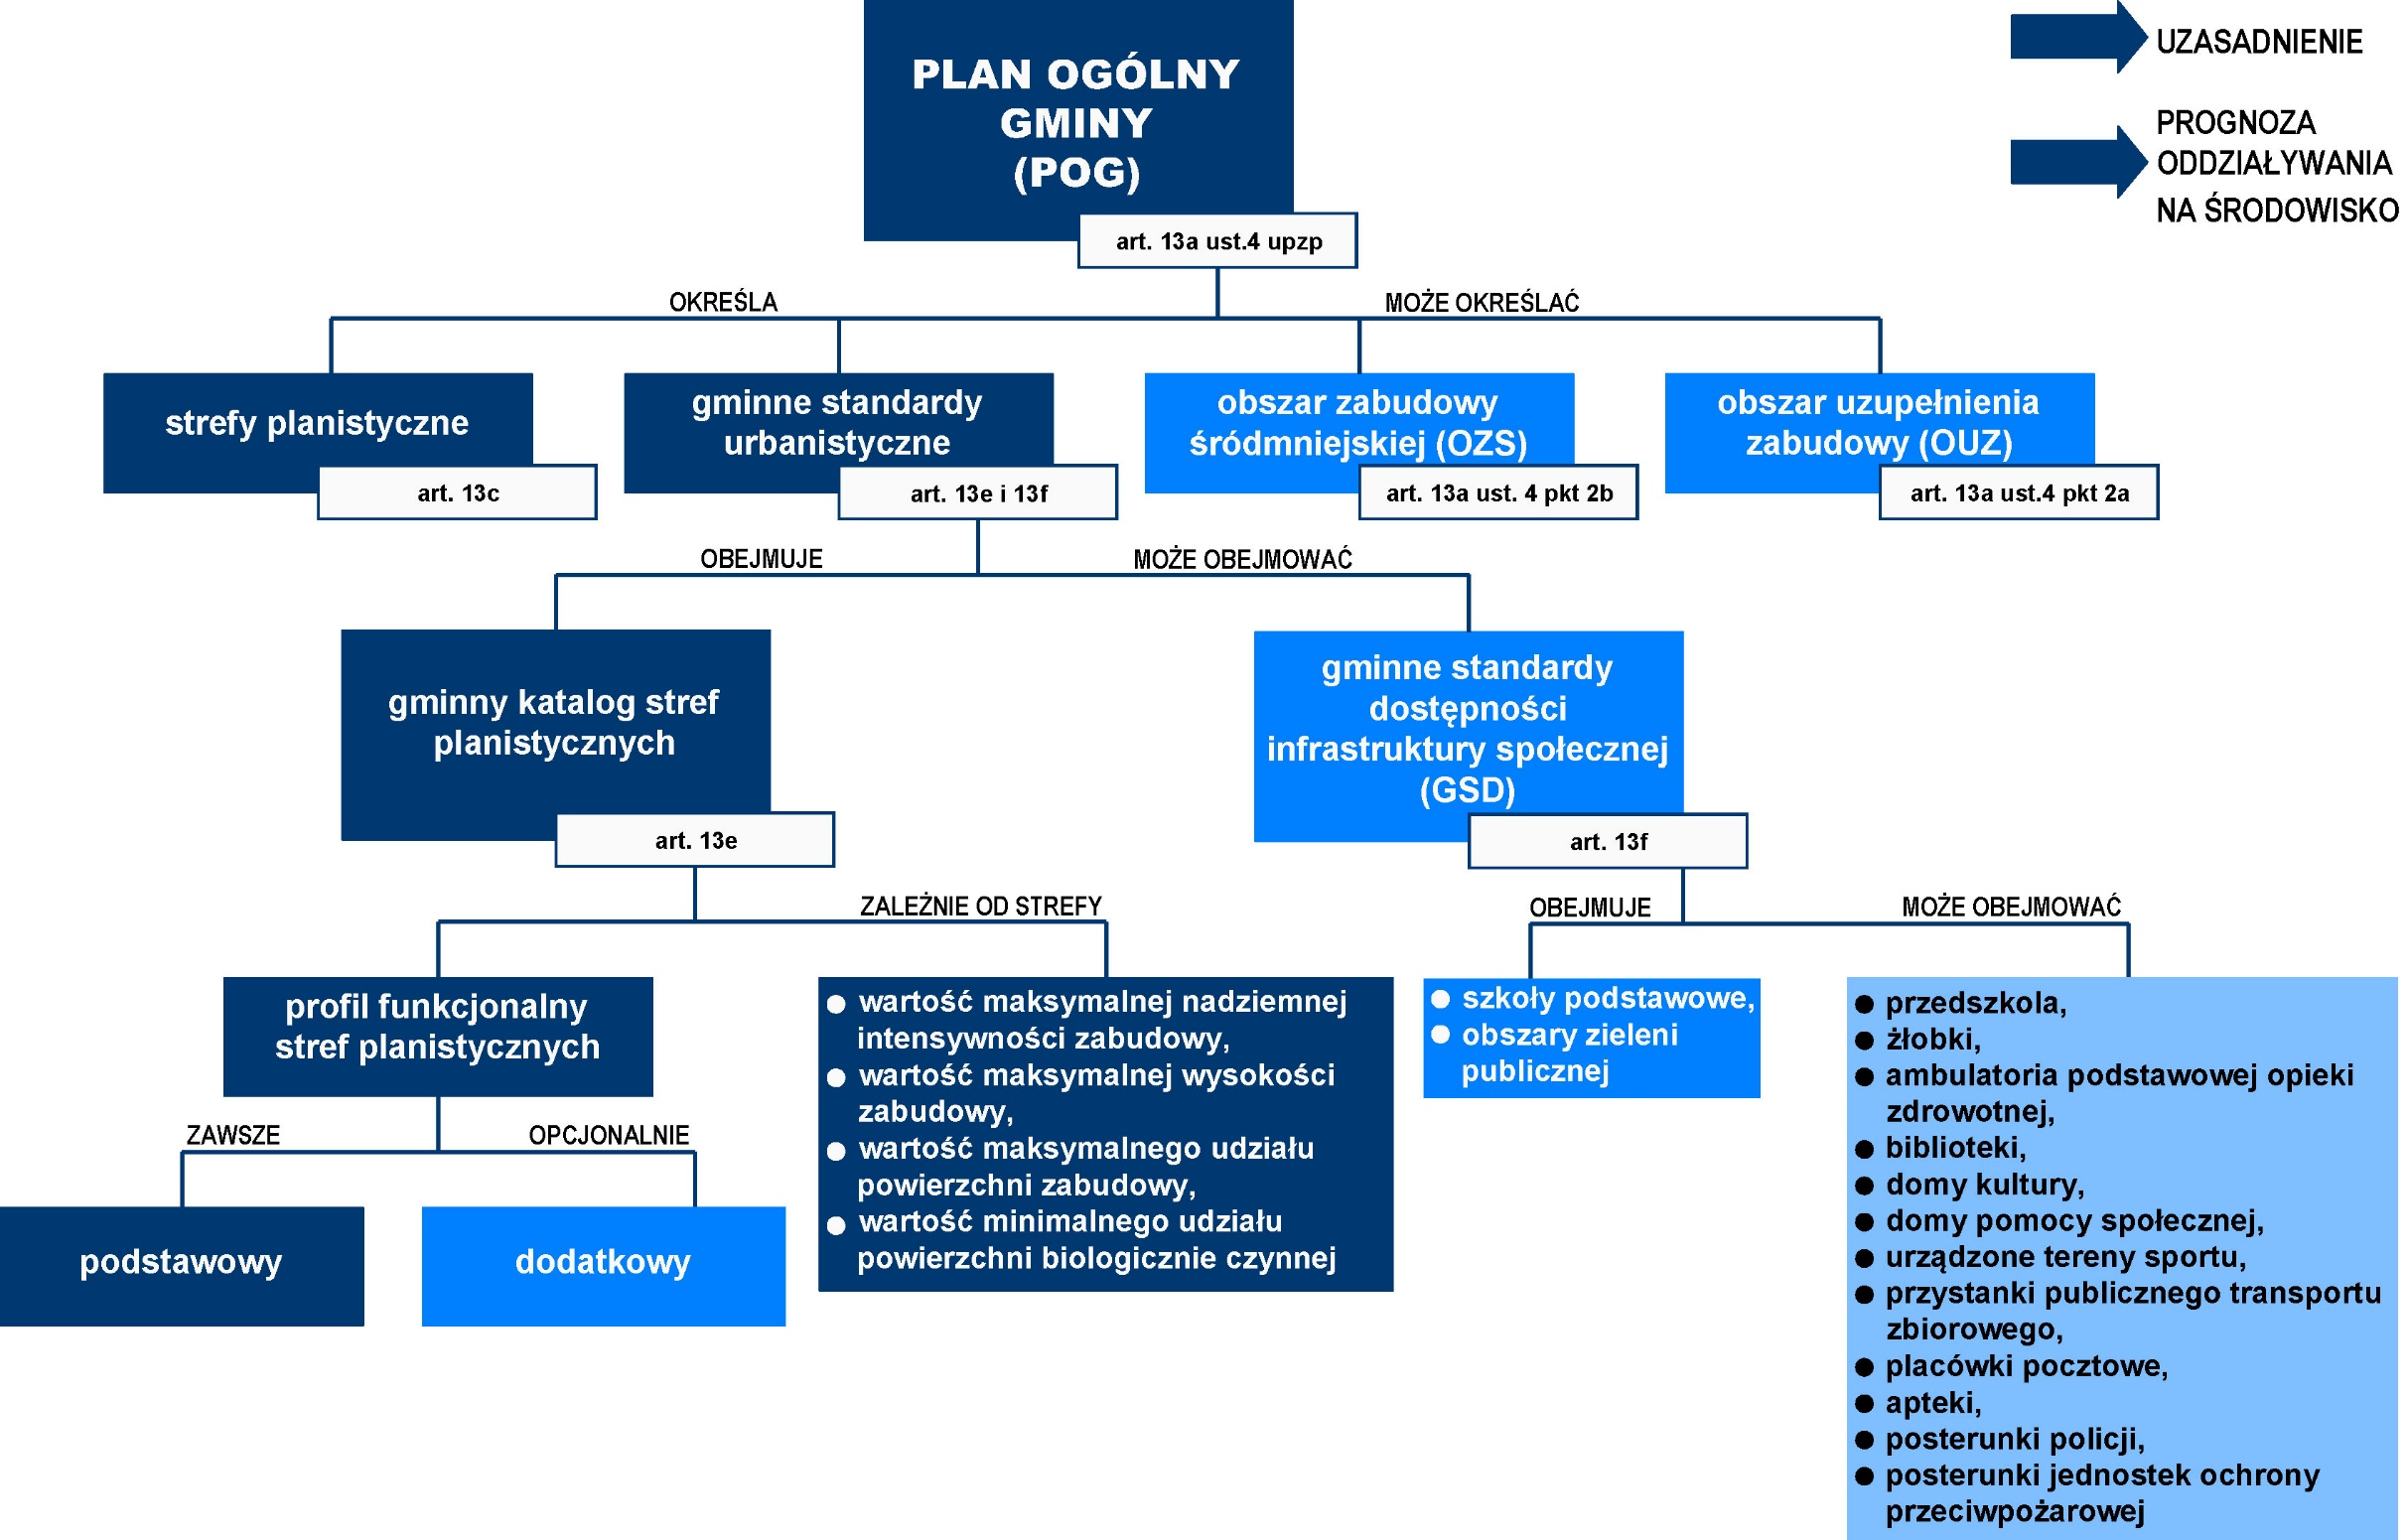 PLAN OGÓLNY
GMINY
(POG)
art. 13a ust.4 upzp
UZASADNIENIE
PROGNOZA
ODDZIAŁYWANIA
NA ŚRODOWISKO
OKREŚLA
MOŻE OKREŚLAĆ
strefy planistyczne
art. 13c
gminne standardy
urbanistyczne
art. 13e i 13f
obszar zabudowy
śródmniejskiej (OZS)
art. 13a ust. 4 pkt 2b
obszar uzupełnienia
zabudowy (OUZ)
art. 13a ust.4 pkt 2a
OBEJMUJE
MOŻE OBEJMOWAĆ
gminny katalog stref
planistycznych
art. 13e
gminne standardy
dostępności
infrastruktury społecznej
(GSD)
art. 13f
ZALEŻNIE OD STREFY
OBEJMUJE
MOŻE OBEJMOWAĆ
profil funkcjonalny
stref planistycznych
ZAWSZE
OPCJONALNIE
podstawowy
dodatkowy
● wartość maksymalnej nadziemnej
intensywności zabudowy,
● wartość maksymalnej wysokości
zabudowy,
● wartość maksymalnego udziału
powierzchni zabudowy,
● wartość minimalnego udziału
powierzchni biologicznie czynnej
● szkoły podstawowe,
● obszary zieleni
publicznej
● przedszkola,
● żłobki,
● ambulatoria podstawowej opieki
zdrowotnej,
● biblioteki,
● domy kultury,
● domy pomocy społecznej,
● urządzone tereny sportu,
● przystanki publicznego transportu
zbiorowego,
● placówki pocztowe,
● apteki,
● posterunki policji,
● posterunki jednostek ochrony
przeciwpożarowej